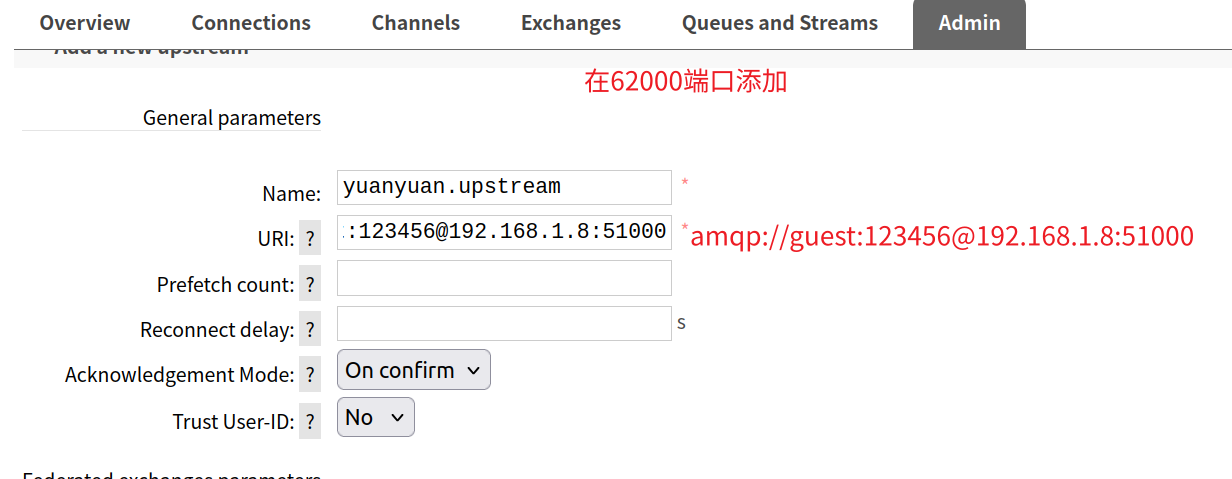 Overview Connections Channels Exchanges Queues and Streams Admin
Add a new upstream
在62000端口添加
General parameters
Name: yuanyuan.upstream *
URI: ? :123456@192.168.1.8:51000 * amqp://guest:123456@192.168.1.8:51000
Prefetch count: ?
Reconnect delay: ? s
Acknowledgement Mode: ? On confirm
Trust User-ID: ? No
Federated exchanges parameters